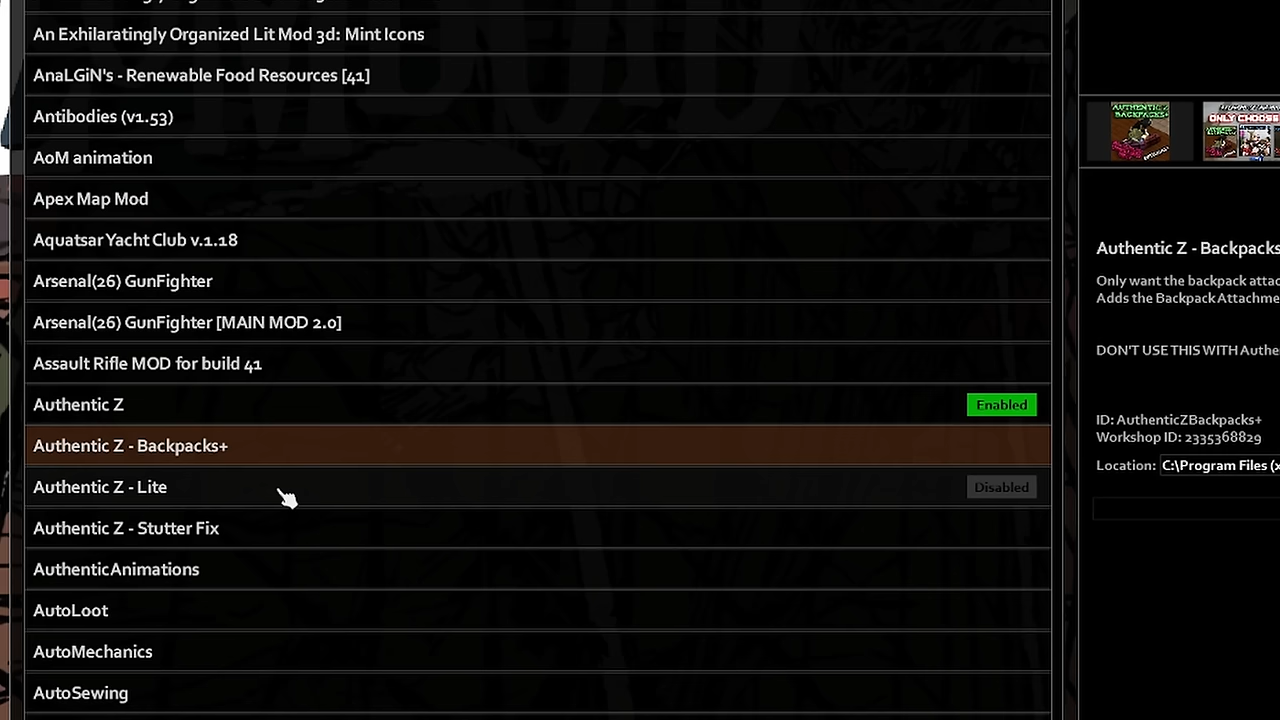 An Exhilaratingly Organized Lit Mod 3d: Mint Icons
AnaLGiN's - Renewable Food Resources [41]
Antibodies (v1.53)
AoM animation
Apex Map Mod
Aquatsar Yacht Club v.1.18
Arsenal(26) GunFighter
Arsenal(26) GunFighter [MAIN MOD 2.0]
Assault Rifle MOD for build 41
Authentic Z
Enabled
Authentic Z - Backpacks+
Authentic Z - Lite
Disabled
Authentic Z - Stutter Fix
AuthenticAnimations
AutoLoot
AutoMechanics
AutoSewing
AUTHENTIC Z
BACKPACKS+
ONLY CHOOSE
Authentic Z - Backpacks
Only want the backpack attac
Adds the Backpack Attachme
DON'T USE THIS WITH Authe
ID: AuthenticZBackpacks+
Workshop ID: 2335368829
Location: C:\Program Files (x